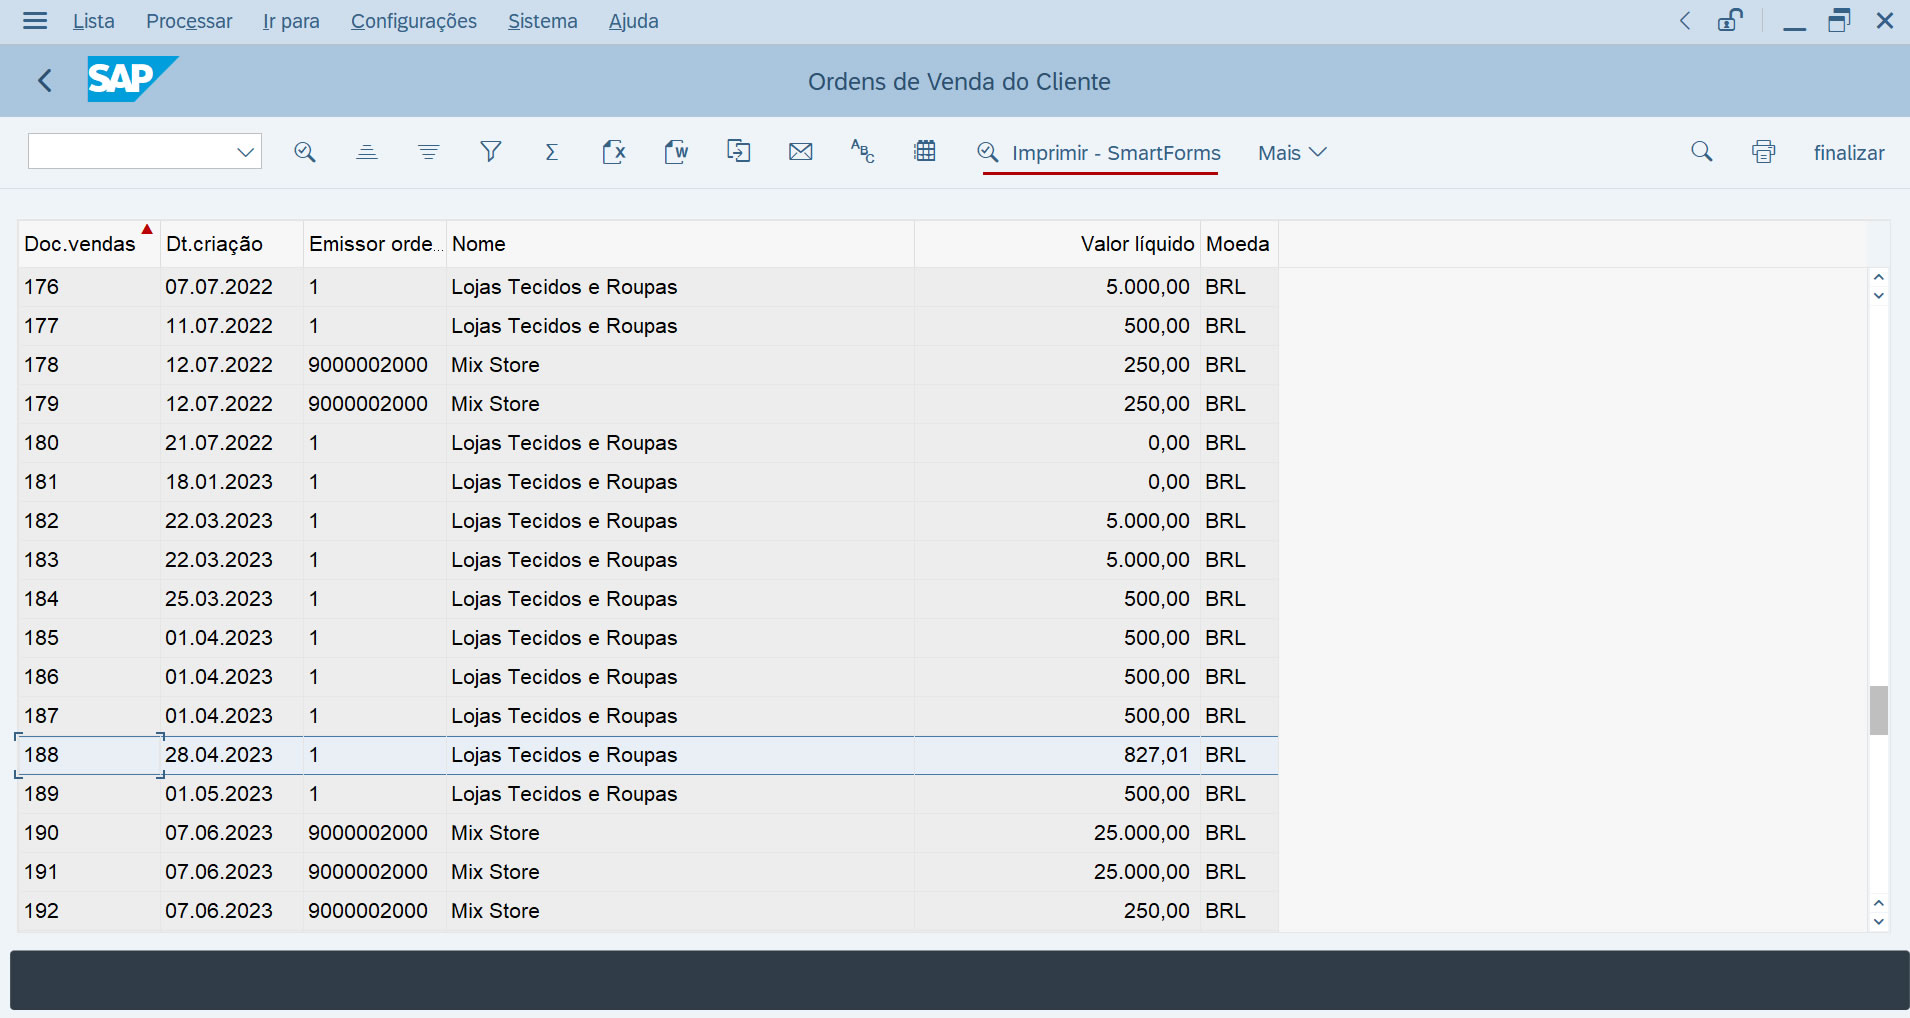 Lista Processar Ir para Configurações Sistema Ajuda
SAP Ordens de Venda do Cliente
Imprimir - SmartForms Mais finalizar
Doc.vendas Dt.criação Emissor orde... Nome Valor líquido Moeda
176 07.07.2022 1 Lojas Tecidos e Roupas 5.000,00 BRL
177 11.07.2022 1 Lojas Tecidos e Roupas 500,00 BRL
178 12.07.2022 9000002000 Mix Store 250,00 BRL
179 12.07.2022 9000002000 Mix Store 250,00 BRL
180 21.07.2022 1 Lojas Tecidos e Roupas 0,00 BRL
181 18.01.2023 1 Lojas Tecidos e Roupas 0,00 BRL
182 22.03.2023 1 Lojas Tecidos e Roupas 5.000,00 BRL
183 22.03.2023 1 Lojas Tecidos e Roupas 5.000,00 BRL
184 25.03.2023 1 Lojas Tecidos e Roupas 500,00 BRL
185 01.04.2023 1 Lojas Tecidos e Roupas 500,00 BRL
186 01.04.2023 1 Lojas Tecidos e Roupas 500,00 BRL
187 01.04.2023 1 Lojas Tecidos e Roupas 500,00 BRL
188 28.04.2023 1 Lojas Tecidos e Roupas 827,01 BRL
189 01.05.2023 1 Lojas Tecidos e Roupas 500,00 BRL
190 07.06.2023 9000002000 Mix Store 25.000,00 BRL
191 07.06.2023 9000002000 Mix Store 25.000,00 BRL
192 07.06.2023 9000002000 Mix Store 250,00 BRL